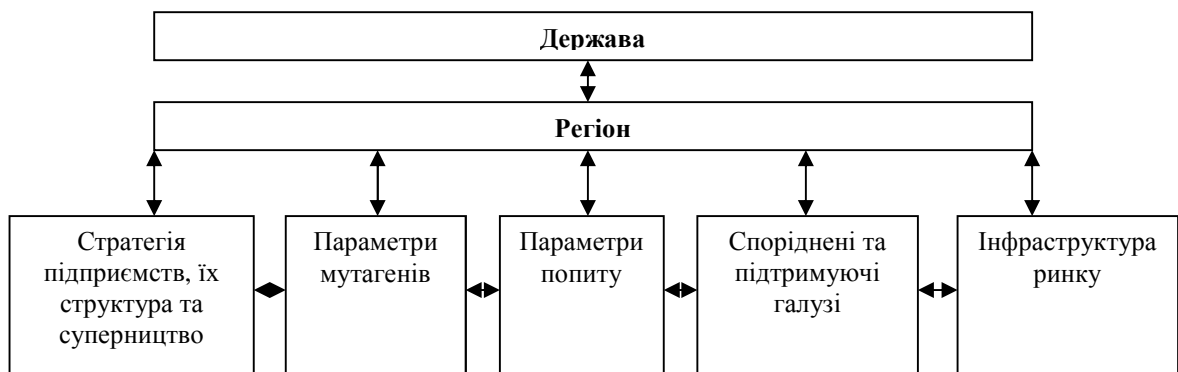 Держава
Регіон
Стратегія
підприємств, їх
структура та
суперництво
Параметри
мутагенів
Параметри
попиту
Споріднені та
підтримуючі
галузі
Інфраструктура
ринку